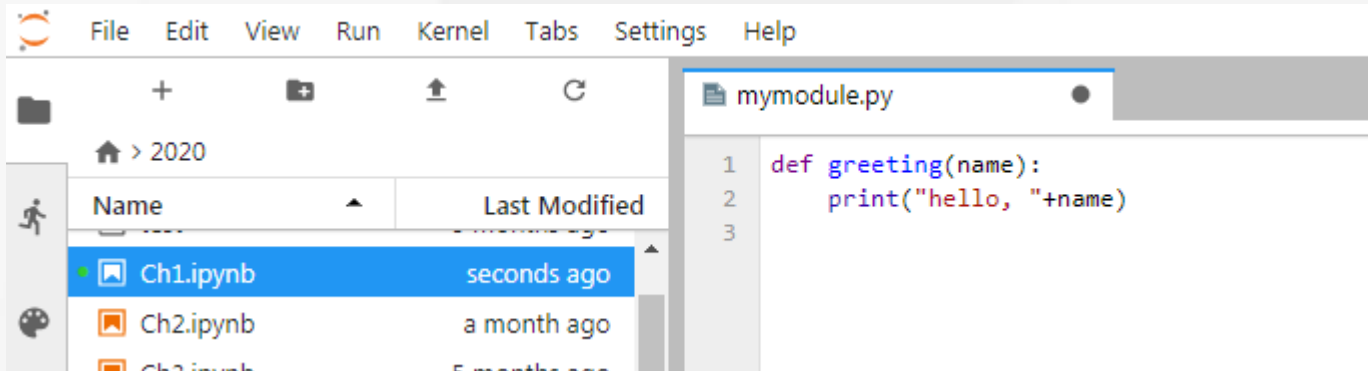 File Edit View Run Kernel Tabs Settings Help
mymodule.py
> 2020
Name Last Modified
Ch1.ipynb seconds ago
Ch2.ipynb a month ago
1 def greeting(name):
2 print("hello, "+name)
3